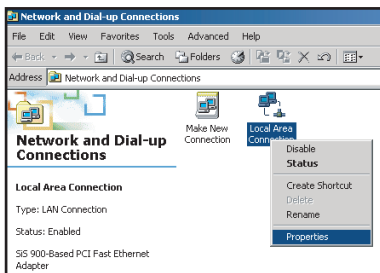 Network and Dial-up Connections
File Edit View Favorites Tools Advanced Help
Back Search Folders
Address Network and Dial-up Connections
Network and Dial-up Connections
Make New Connection
Local Area Connection
Local Area Connection
Type: LAN Connection
Status: Enabled
SiS 900-Based PCI Fast Ethernet Adapter
Disable
Status
Create Shortcut
Delete
Rename
Properties